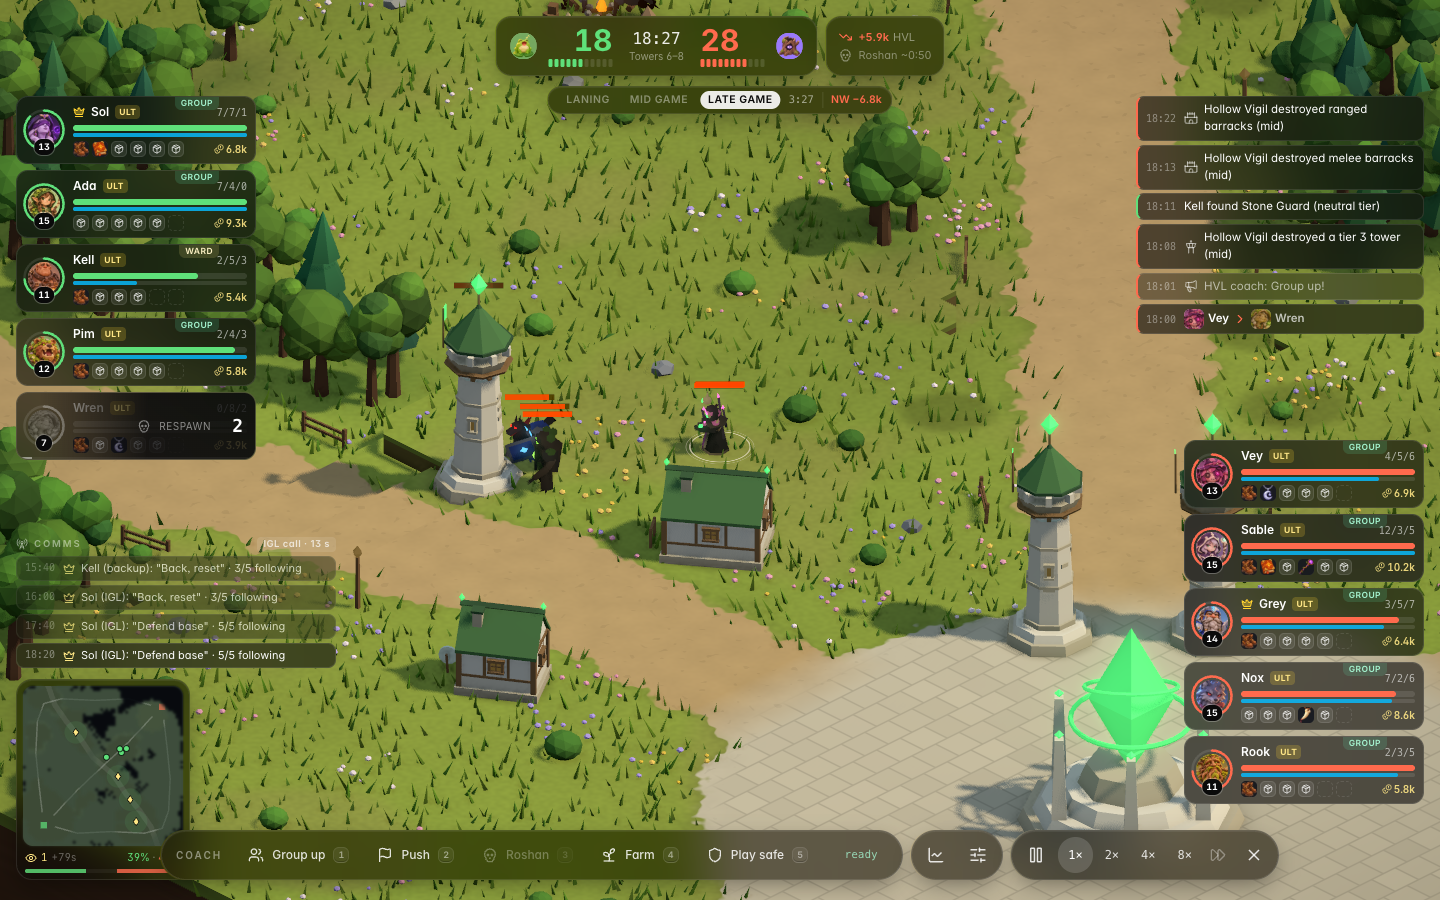 18
18:27
Towers 6–8
28
+5.9k HVL
Roshan ~0:50
LANING
MID GAME
LATE GAME
3:27
NW −6.8k
GROUP
Sol ULT
7/7/1
13
6.8k
GROUP
Ada ULT
7/4/0
15
9.3k
WARD
Kell ULT
2/5/3
11
5.4k
GROUP
Pim ULT
2/4/3
12
5.8k
Wren ULT
RESPAWN 2
7
3.9k
18:22 Hollow Vigil destroyed ranged
barracks (mid)
18:13 Hollow Vigil destroyed melee barracks
(mid)
18:11 Kell found Stone Guard (neutral tier)
18:08 Hollow Vigil destroyed a tier 3 tower
(mid)
18:01 HVL coach: Group up!
18:00 Vey Wren
GROUP
Vey ULT
4/5/6
13
6.9k
GROUP
Sable ULT
12/3/5
15
10.2k
GROUP
Grey ULT
3/5/7
14
6.4k
GROUP
Nox ULT
7/2/6
15
8.6k
GROUP
Rook ULT
2/3/5
11
5.8k
COMMS
IGL call · 13 s
15:40 Kell (backup): "Back, reset" · 3/5 following
16:00 Sol (IGL): "Back, reset" · 3/5 following
17:40 Sol (IGL): "Defend base" · 5/5 following
18:20 Sol (IGL): "Defend base" · 5/5 following
1 +79s
39%
COACH
Group up 1
Push 2
Roshan 3
Farm 4
Play safe 5
ready
1×
2×
4×
8×